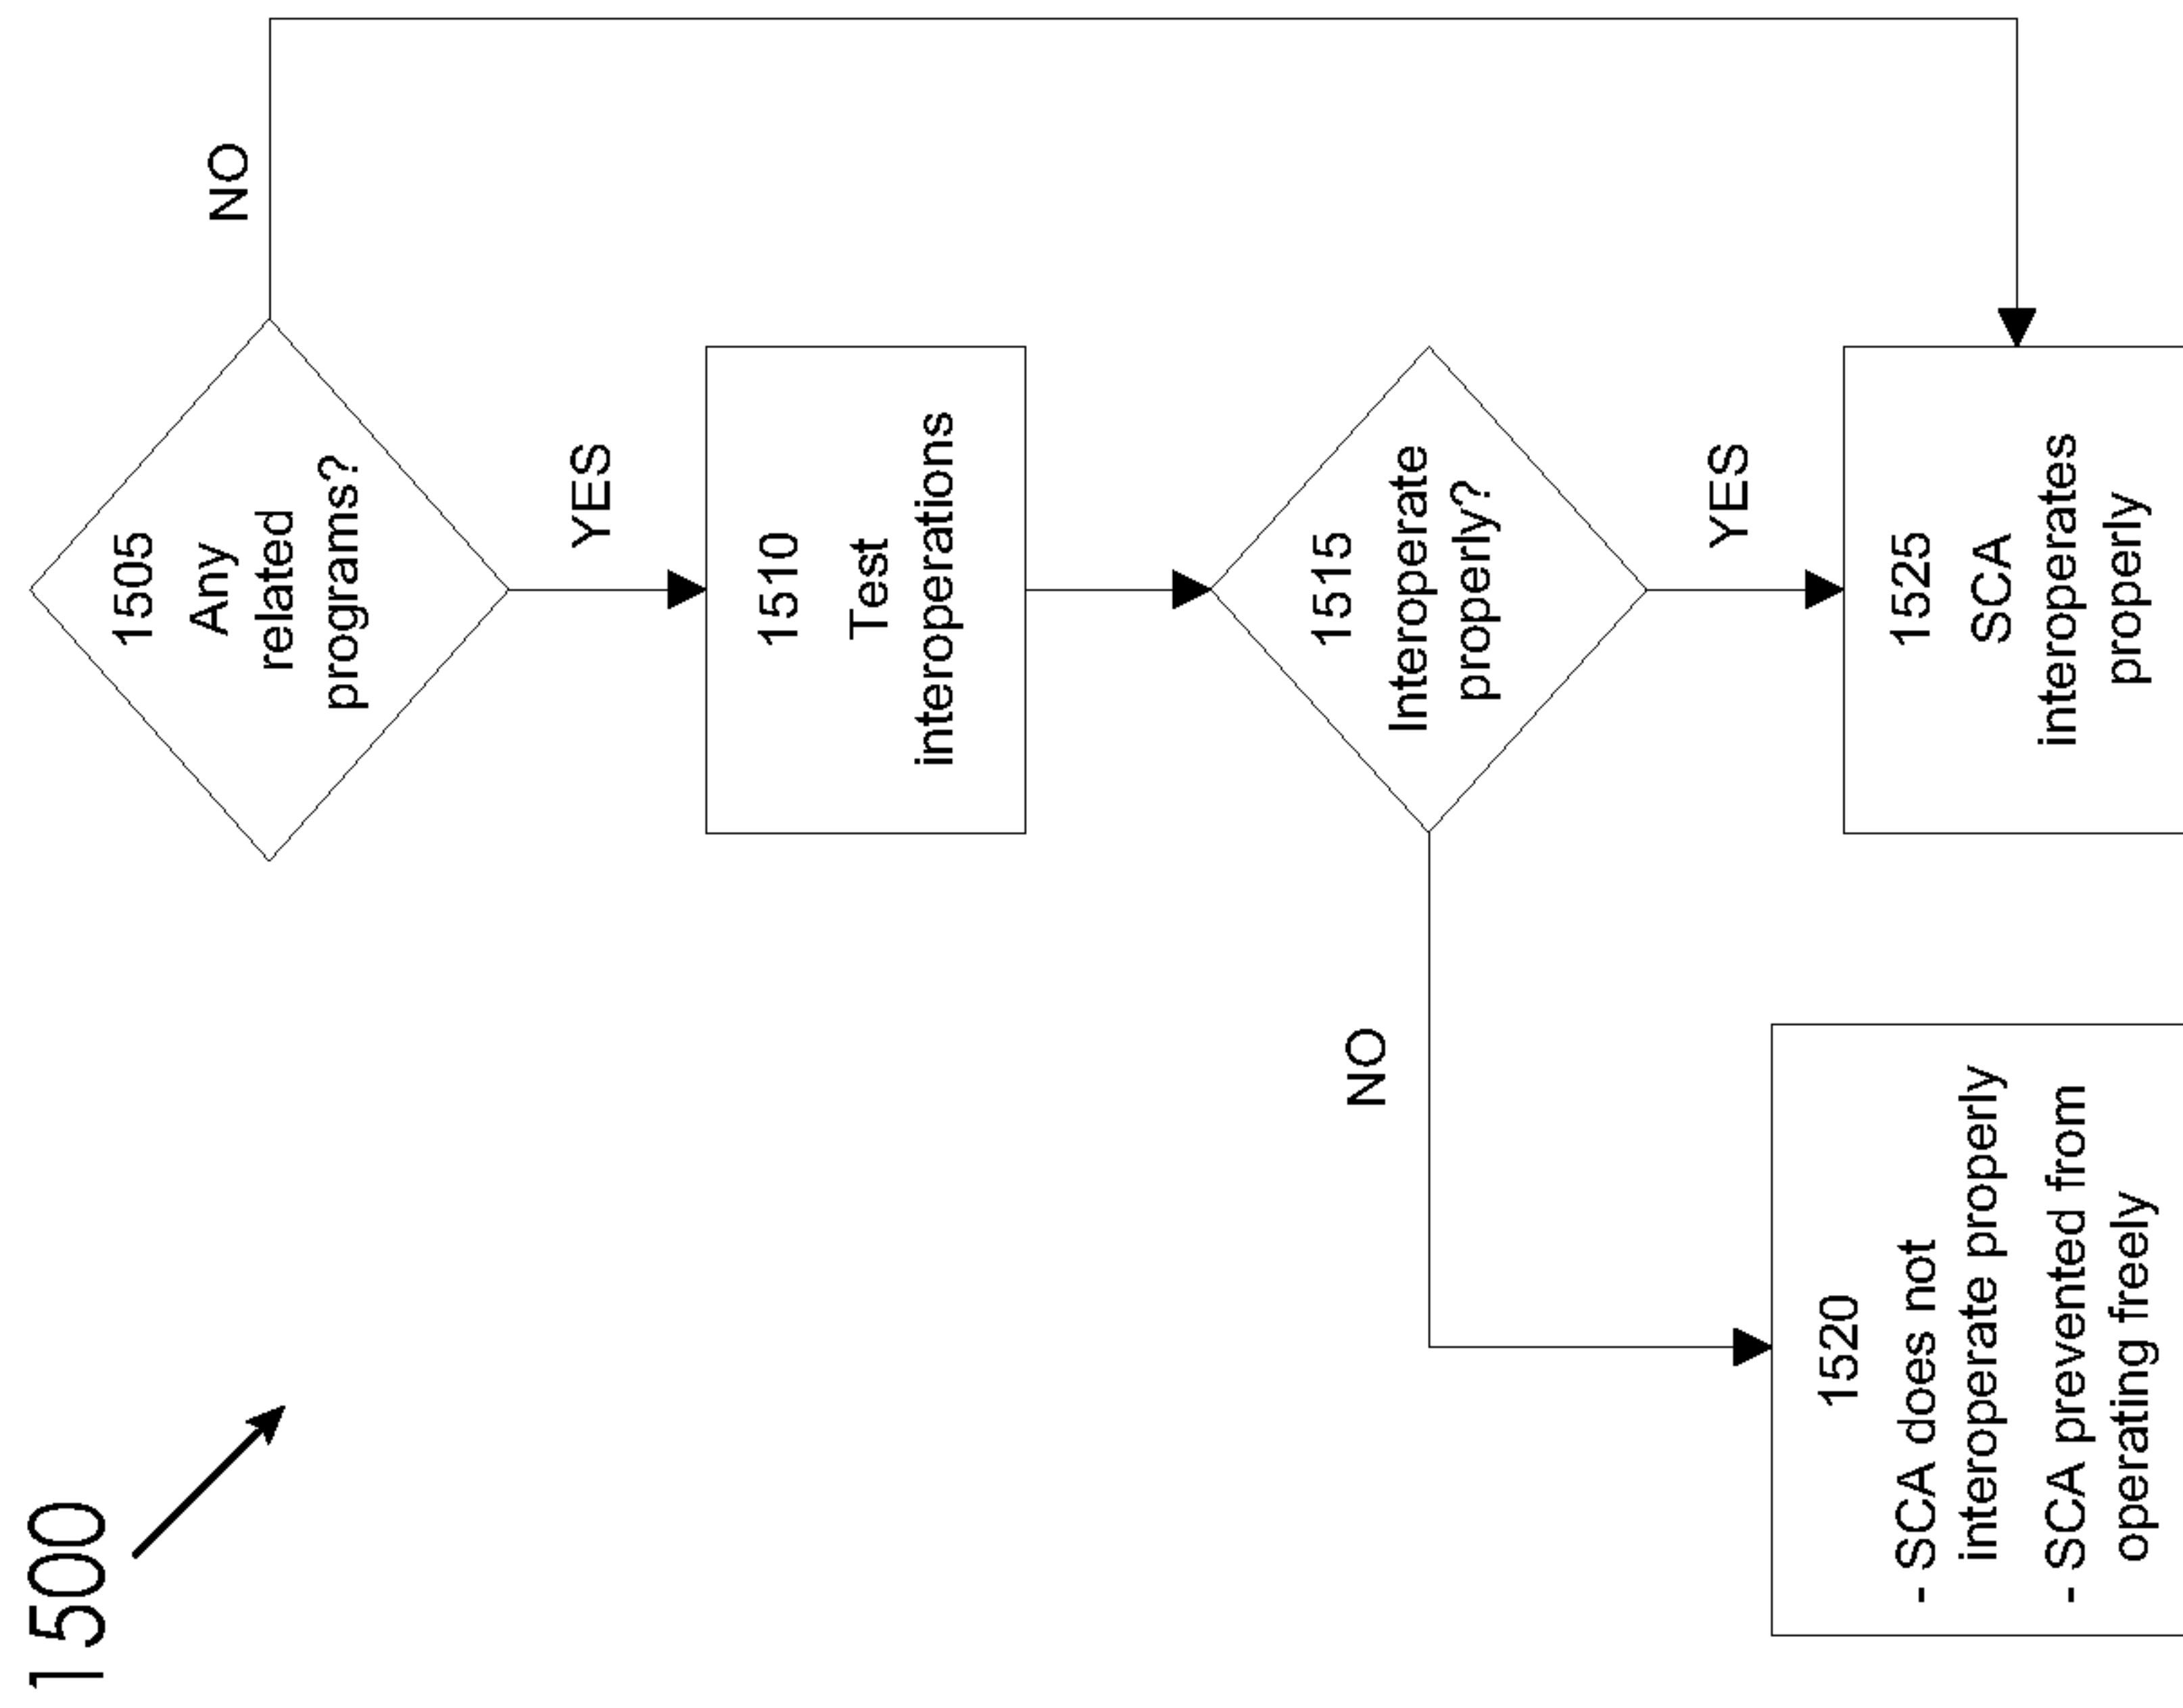 1500
1505
Any
related
programs?
NO
YES
1510
Test
interoperations
1515
Interoperate
properly?
NO
YES
1520
- SCA does not
interoperate properly
- SCA prevented from
operating freely
1525
SCA
interoperates
properly